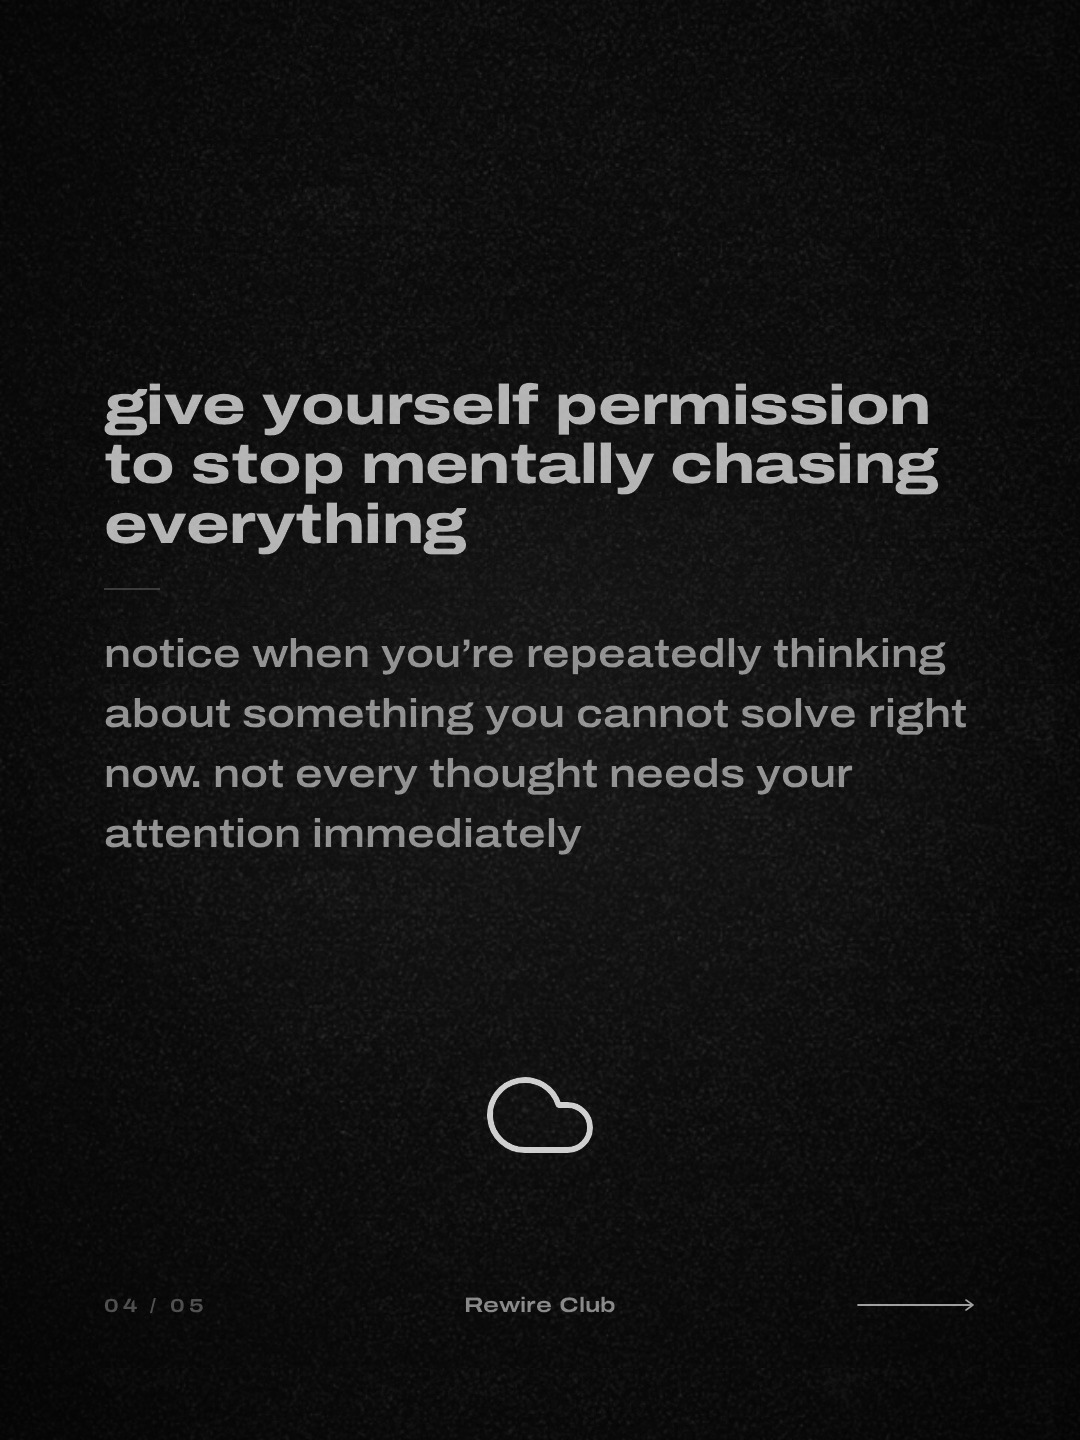 give yourself permission
to stop mentally chasing
everything
notice when you’re repeatedly thinking
about something you cannot solve right
now. not every thought needs your
attention immediately
04 / 05
Rewire Club